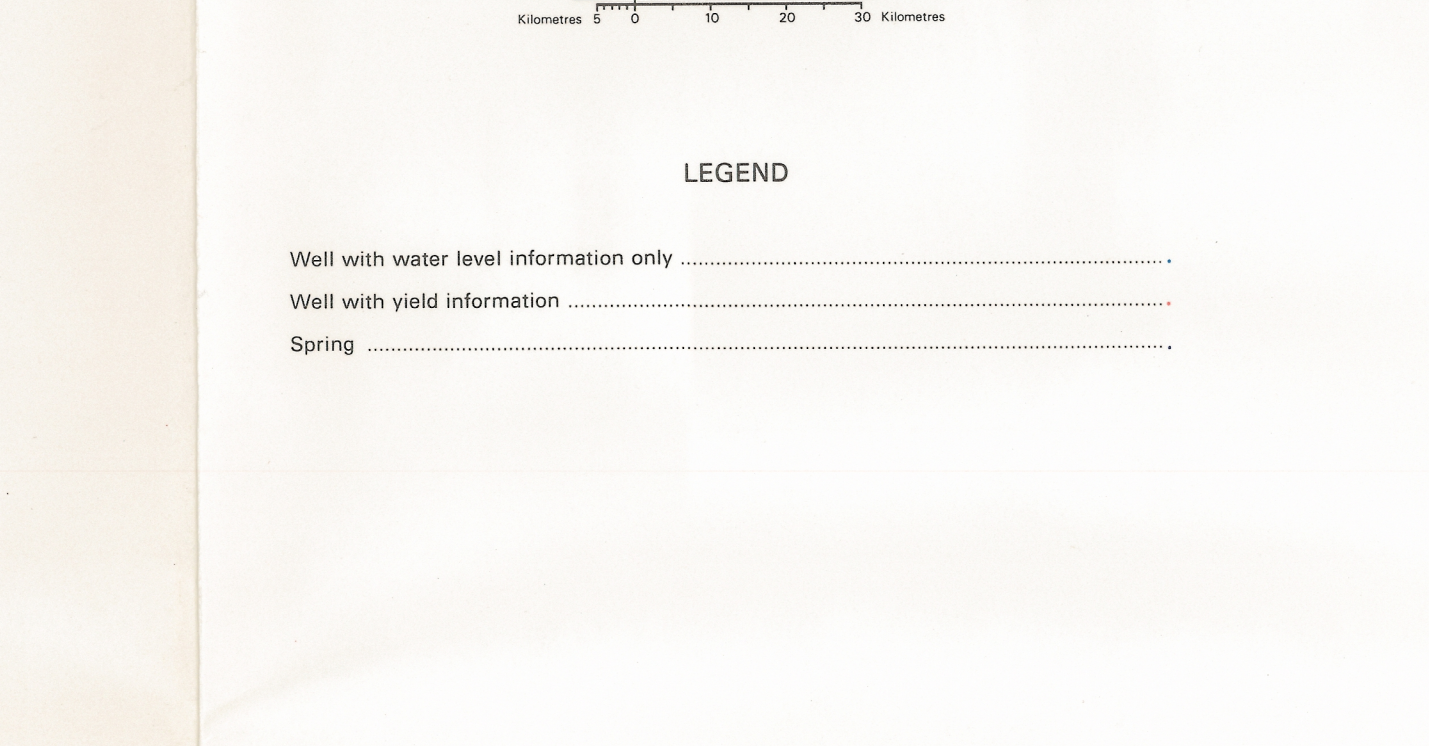 Kilometres 5 0 10 20 30 Kilometres
LEGEND
Well with water level information only ........................................
Well with yield information ........................................
Spring ........................................